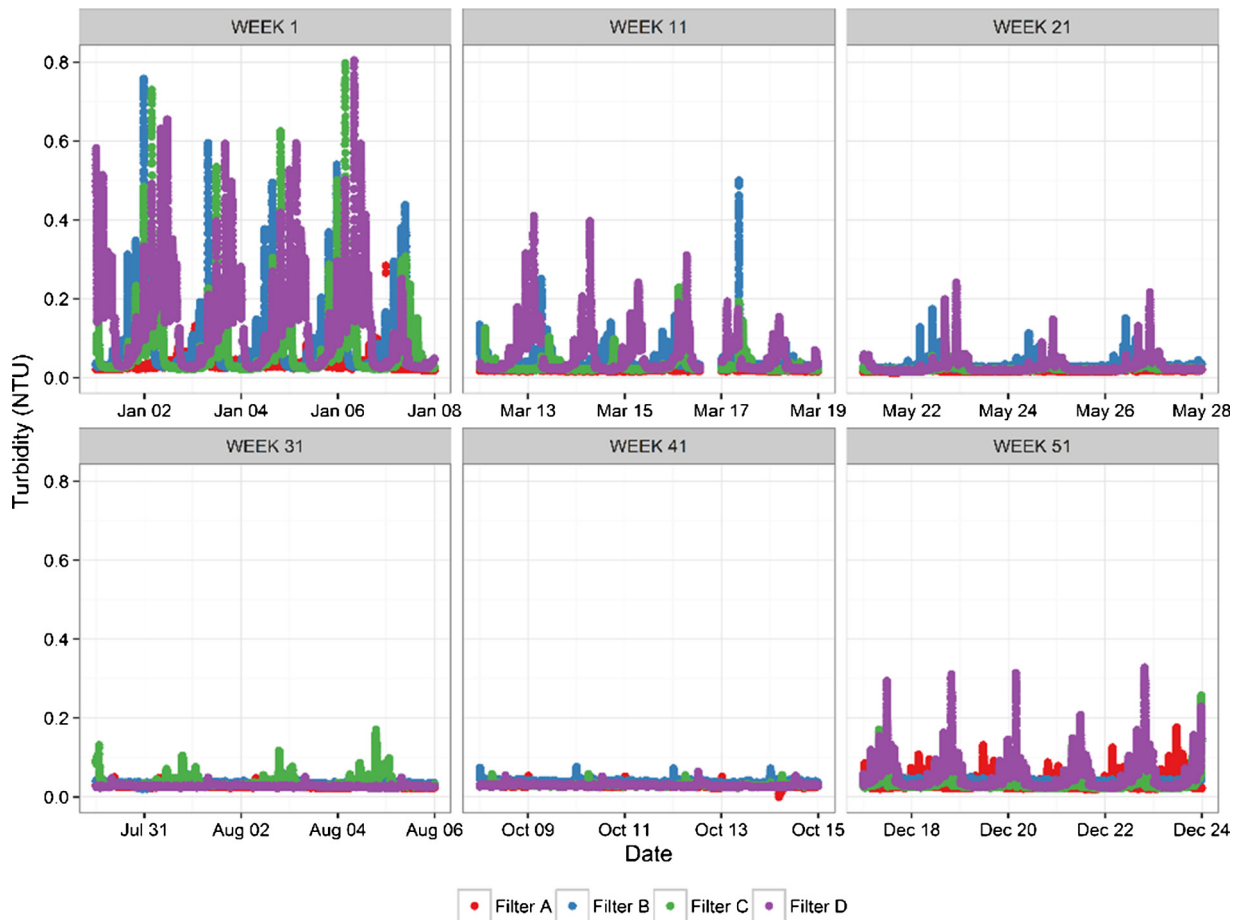 WEEK 1 WEEK 11 WEEK 21
0.8
0.6
0.4
0.2
0.0
Jan 02 Jan 04 Jan 06 Jan 08 Mar 13 Mar 15 Mar 17 Mar 19 May 22 May 24 May 26 May 28
Turbidity (NTU)
WEEK 31 WEEK 41 WEEK 51
0.8
0.6
0.4
0.2
0.0
Jul 31 Aug 02 Aug 04 Aug 06 Oct 09 Oct 11 Oct 13 Oct 15 Dec 18 Dec 20 Dec 22 Dec 24
Date
Filter A Filter B Filter C Filter D